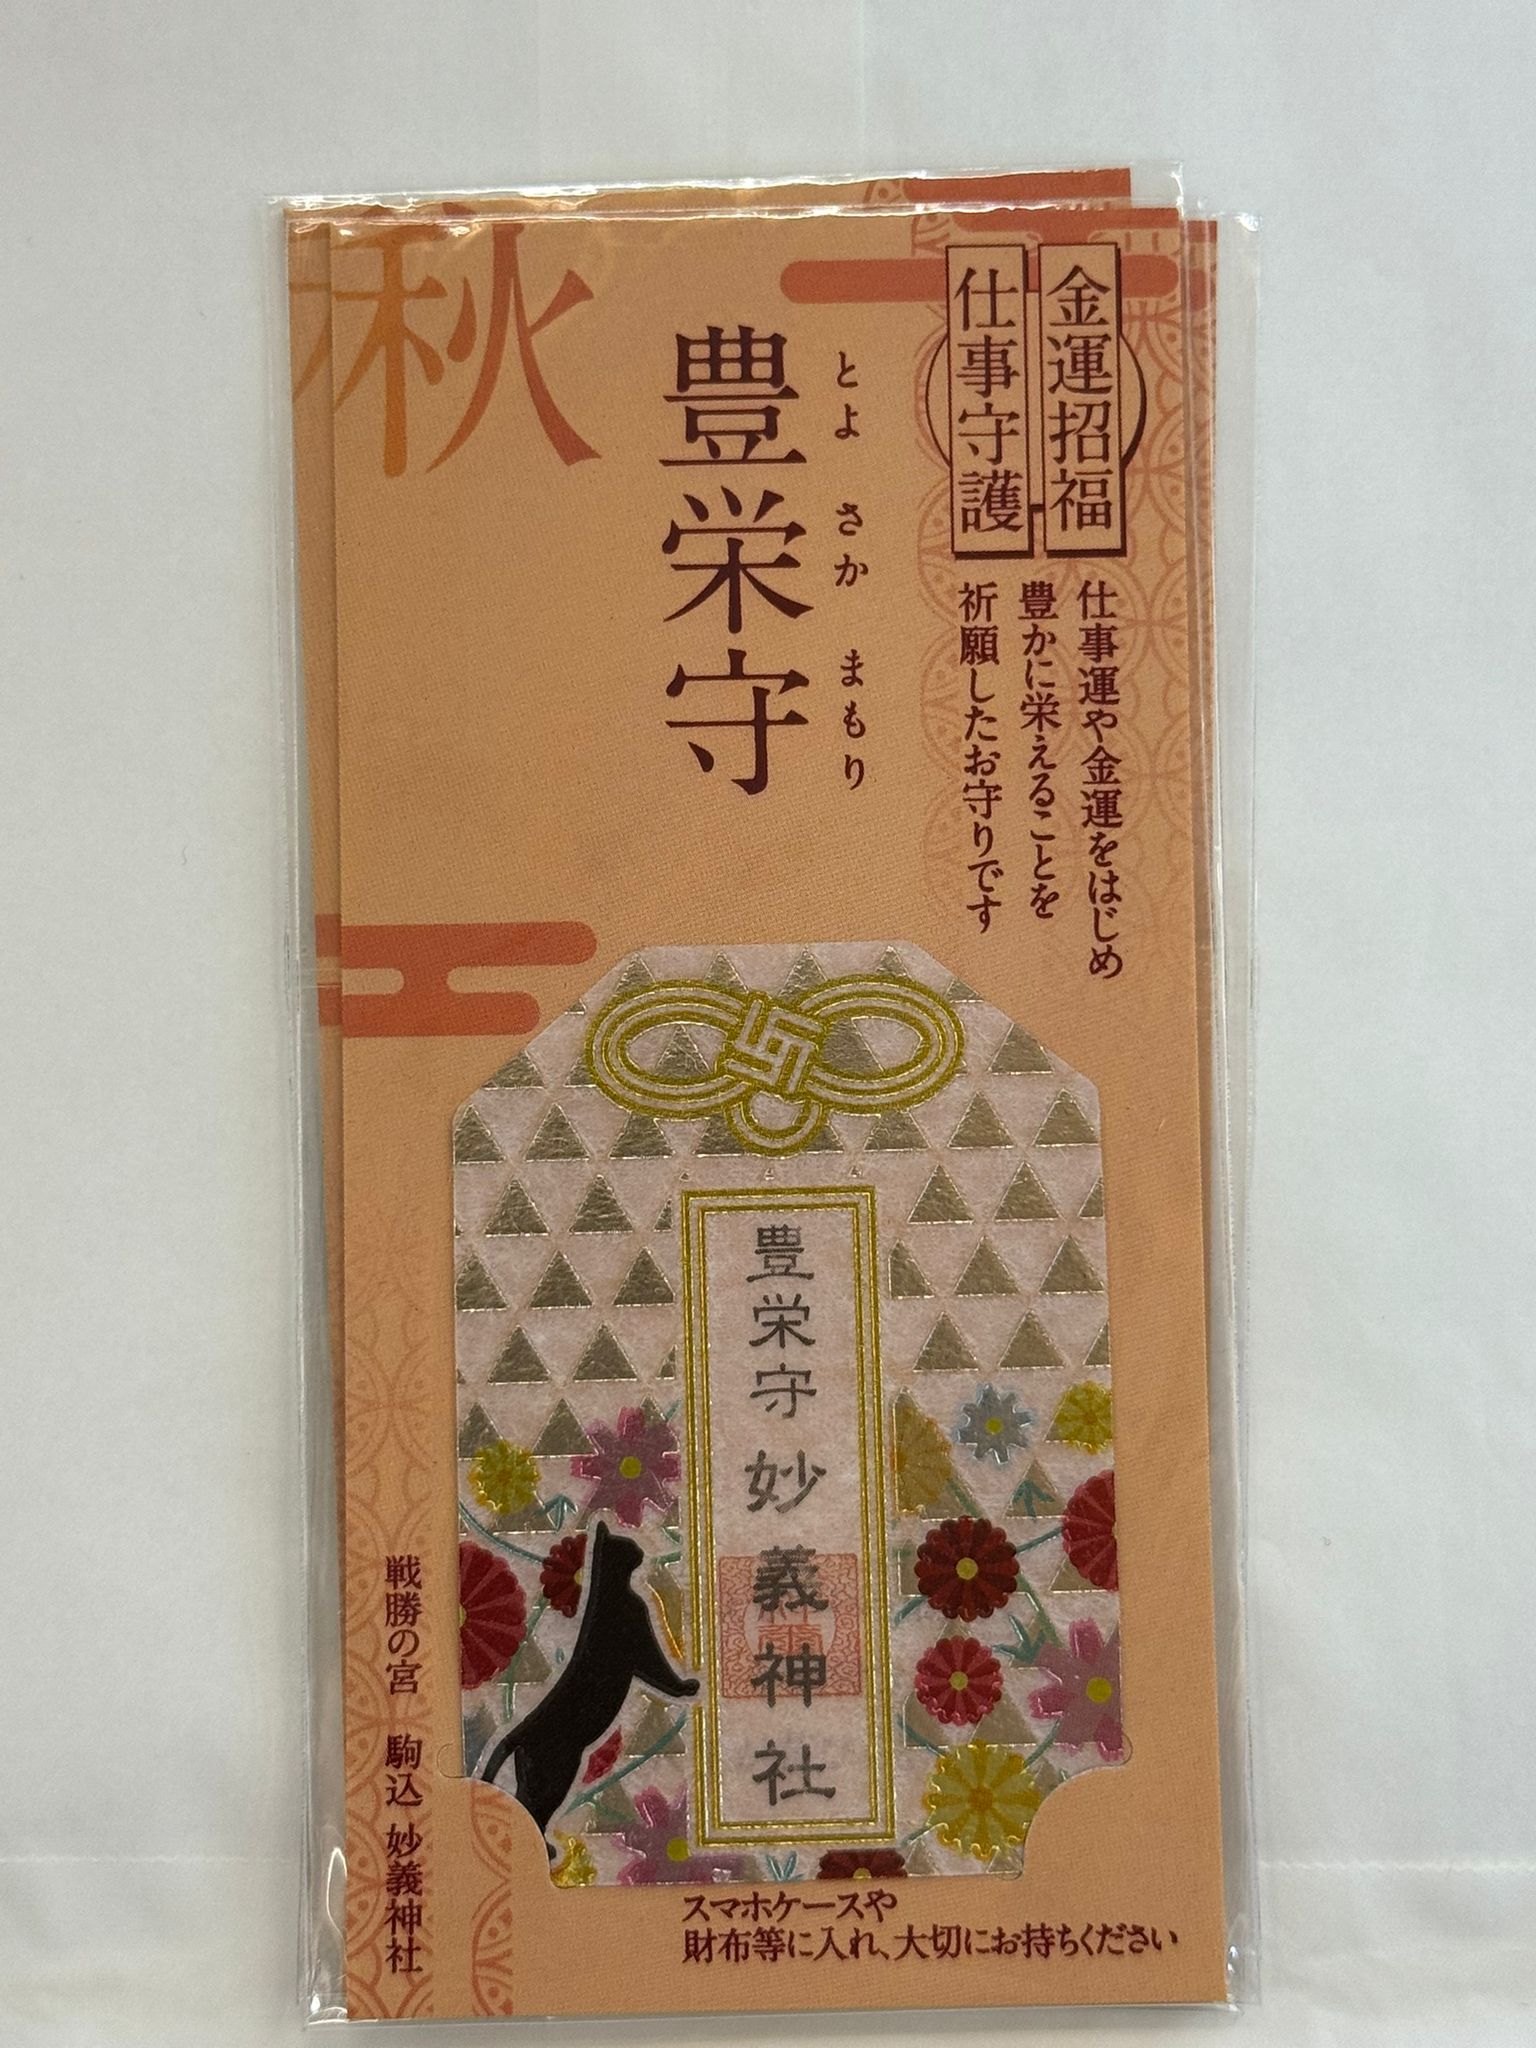 金運招福
仕事守護
仕事運や金運をはじめ
豊かに栄えることを
祈願したお守りです
とよ さか まもり
豊栄守
秋
豊栄守 妙義神社
戦勝の宮 駒込 妙義神社
スマホケースや
財布等に入れ、大切にお持ちください